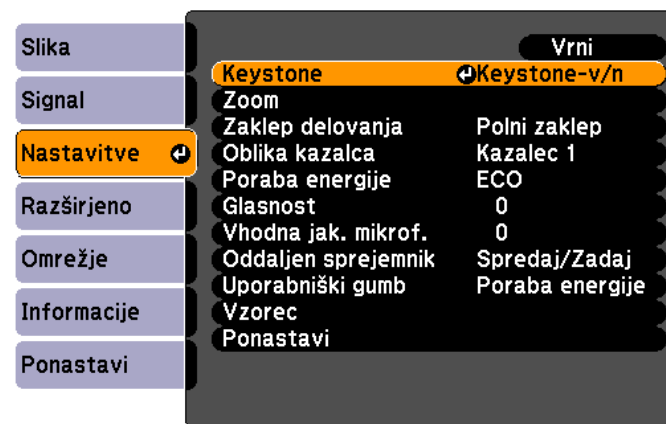 Slika
Signal
Nastavitve
Razširjeno
Omrežje
Informacije
Ponastavi
Vrni
Keystone Keystone-v/n
Zoom
Zaklep delovanja Polni zaklep
Oblika kazalca Kazalec 1
Poraba energije ECO
Glasnost 0
Vhodna jak. mikrof. 0
Oddaljen sprejemnik Spredaj/Zadaj
Uporabniški gumb Poraba energije
Vzorec
Ponastavi